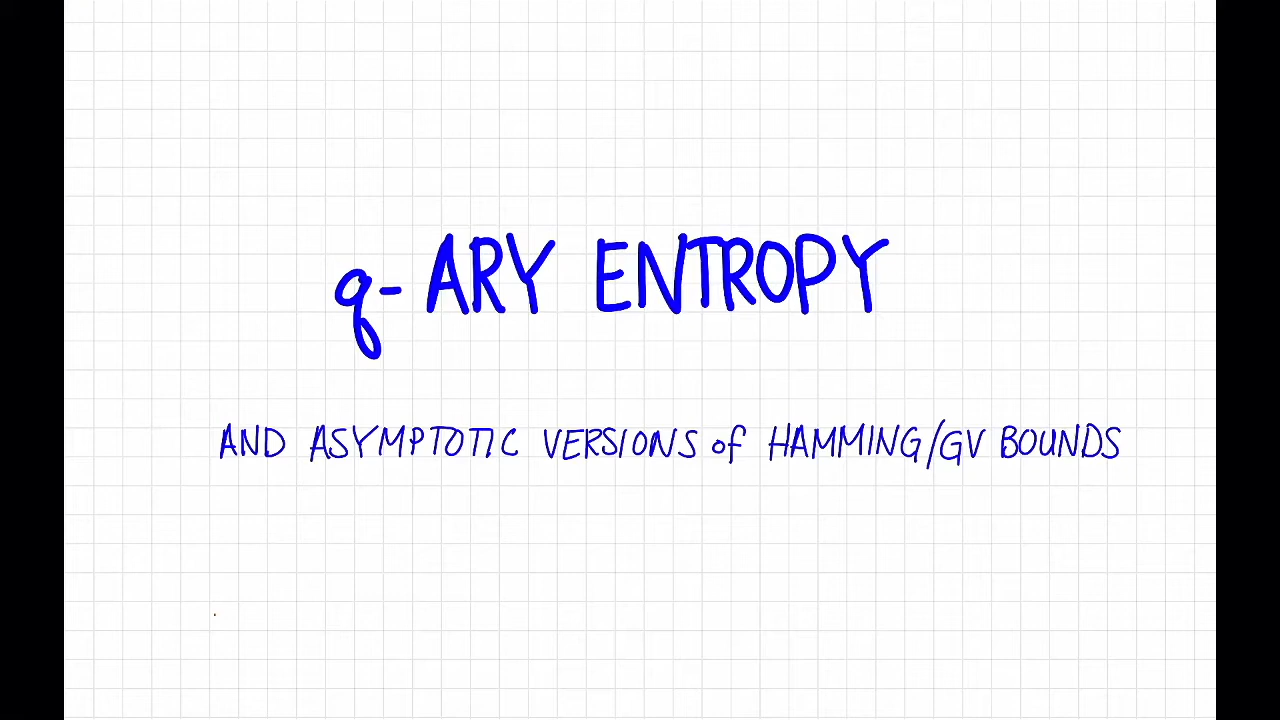 q-ARY ENTROPY
AND ASYMPTOTIC VERSIONS of HAMMING/GV BOUNDS